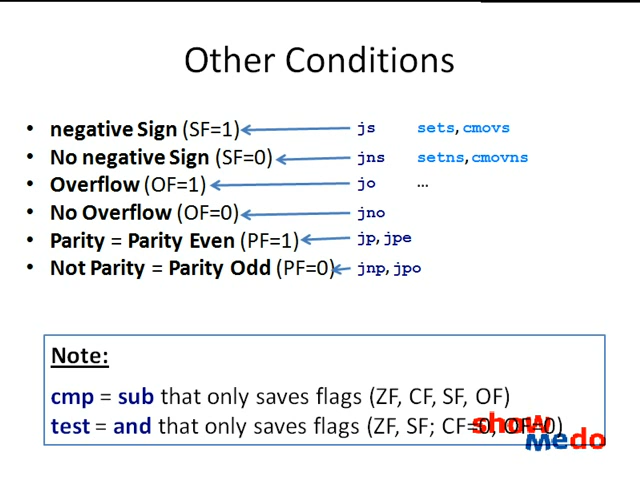 Other Conditions
• negative Sign (SF=1) js sets, cmovs
• No negative Sign (SF=0) jns setns, cmovns
• Overflow (OF=1) jo …
• No Overflow (OF=0) jno
• Parity = Parity Even (PF=1) jp, jpe
• Not Parity = Parity Odd (PF=0) jnp, jpo
Note:
cmp = sub that only saves flags (ZF, CF, SF, OF)
test = and that only saves flags (ZF, SF; CF=0, OF=0)
show
medo